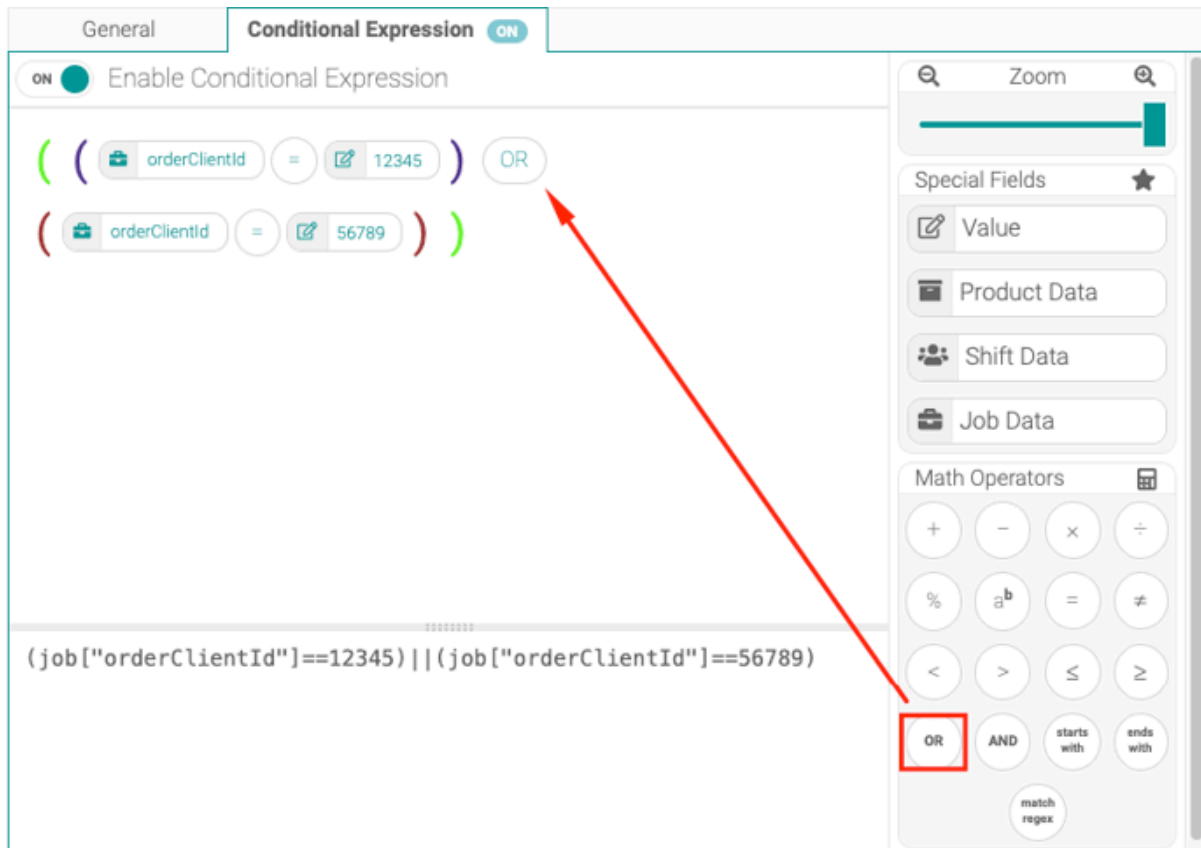 General Conditional Expression ON
ON Enable Conditional Expression
( ( orderClientId = 12345 ) OR
( orderClientId = 56789 ) )
(job["orderClientId"]==12345)||(job["orderClientId"]==56789)
Zoom
Special Fields
Value
Product Data
Shift Data
Job Data
Math Operators
+ − × ÷
% a^b = ≠
< > ≤ ≥
OR AND starts with ends with
match
regex